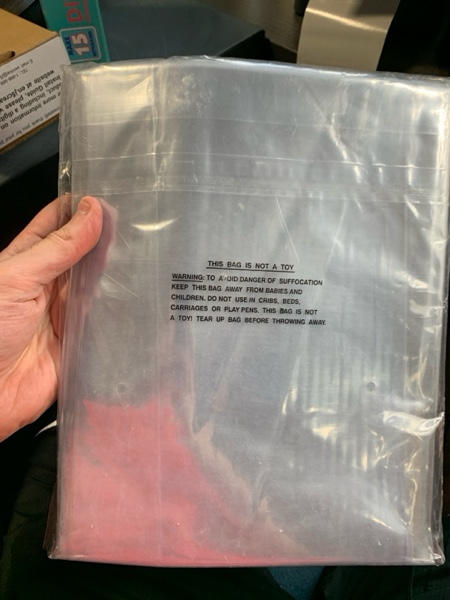 THIS BAG IS NOT A TOY
WARNING: TO AVOID DANGER OF SUFFOCATION
KEEP THIS BAG AWAY FROM BABIES AND
CHILDREN. DO NOT USE IN CRIBS, BEDS,
CARRIAGES OR PLAY PENS. THIS BAG IS NOT
A TOY! TEAR UP BAG BEFORE THROWING AWAY.
15